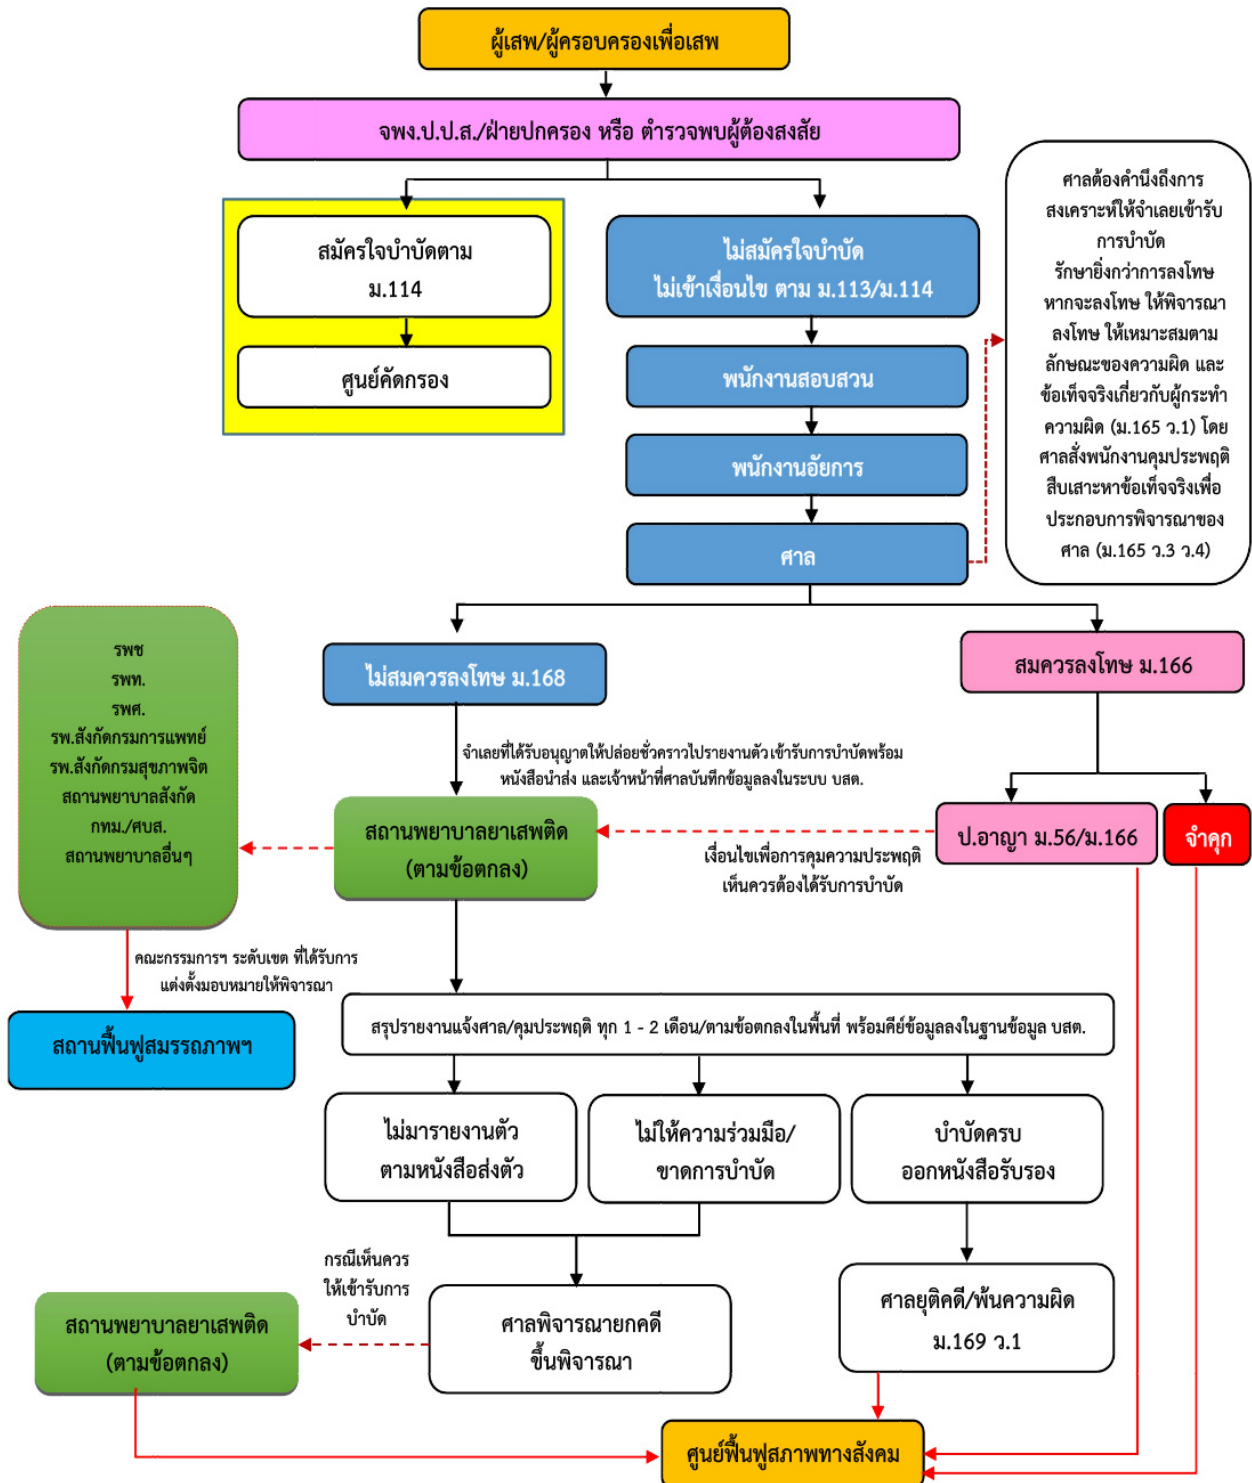 ผู้เสพ/ผู้ครอบครองเพื่อเสพ
จพง.ป.ป.ส./ฝ่ายปกครอง หรือ ตำรวจพบผู้ต้องสงสัย
สมัครใจบำบัดตาม
ม.114
ศูนย์คัดกรอง
ไม่สมัครใจบำบัด
ไม่เข้าเงื่อนไข ตาม ม.113/ม.114
พนักงานสอบสวน
พนักงานอัยการ
ศาล
ศาลต้องคำนึงถึงการ
สงเคราะห์ให้จำเลยเข้ารับ
การบำบัด
รักษายิ่งกว่าการลงโทษ
หากจะลงโทษ ให้พิจารณา
ลงโทษ ให้เหมาะสมตาม
ลักษณะของความผิด และ
ข้อเท็จจริงเกี่ยวกับผู้กระทำ
ความผิด (ม.165 ว.1) โดย
ศาลสั่งพนักงานคุมประพฤติ
สืบเสาะหาข้อเท็จจริงเพื่อ
ประกอบการพิจารณาของ
ศาล (ม.165 ว.3 ว.4)
ไม่สมควรลงโทษ ม.168
สมควรลงโทษ ม.166
รพช
รพท.
รพศ.
รพ.สังกัดกรมการแพทย์
รพ.สังกัดกรมสุขภาพจิต
สถานพยาบาลสังกัด
กทม./ศบส.
สถานพยาบาลอื่นๆ
จำเลยที่ได้รับอนุญาตให้ปล่อยชั่วคราวไปรายงานตัวเข้ารับการบำบัดพร้อม
หนังสือนำส่ง และเจ้าหน้าที่ศาลบันทึกข้อมูลลงในระบบ บสต.
สถานพยาบาลยาเสพติด
(ตามข้อตกลง)
ป.อาญา ม.56/ม.166
จำคุก
เงื่อนไขเพื่อการคุมความประพฤติ
เห็นควรต้องได้รับการบำบัด
คณะกรรมการฯ ระดับเขต ที่ได้รับการ
แต่งตั้งมอบหมายให้พิจารณา
สถานฟื้นฟูสมรรถภาพฯ
สรุปรายงานแจ้งศาล/คุมประพฤติ ทุก 1 - 2 เดือน/ตามข้อตกลงในพื้นที่ พร้อมคีย์ข้อมูลลงในฐานข้อมูล บสต.
ไม่มารายงานตัว
ตามหนังสือส่งตัว
ไม่ให้ความร่วมมือ/
ขาดการบำบัด
บำบัดครบ
ออกหนังสือรับรอง
กรณีเห็นควร
ให้เข้ารับการ
บำบัด
สถานพยาบาลยาเสพติด
(ตามข้อตกลง)
ศาลพิจารณายกคดี
ขึ้นพิจารณา
ศาลยุติคดี/พ้นความผิด
ม.169 ว.1
ศูนย์ฟื้นฟูสภาพทางสังคม